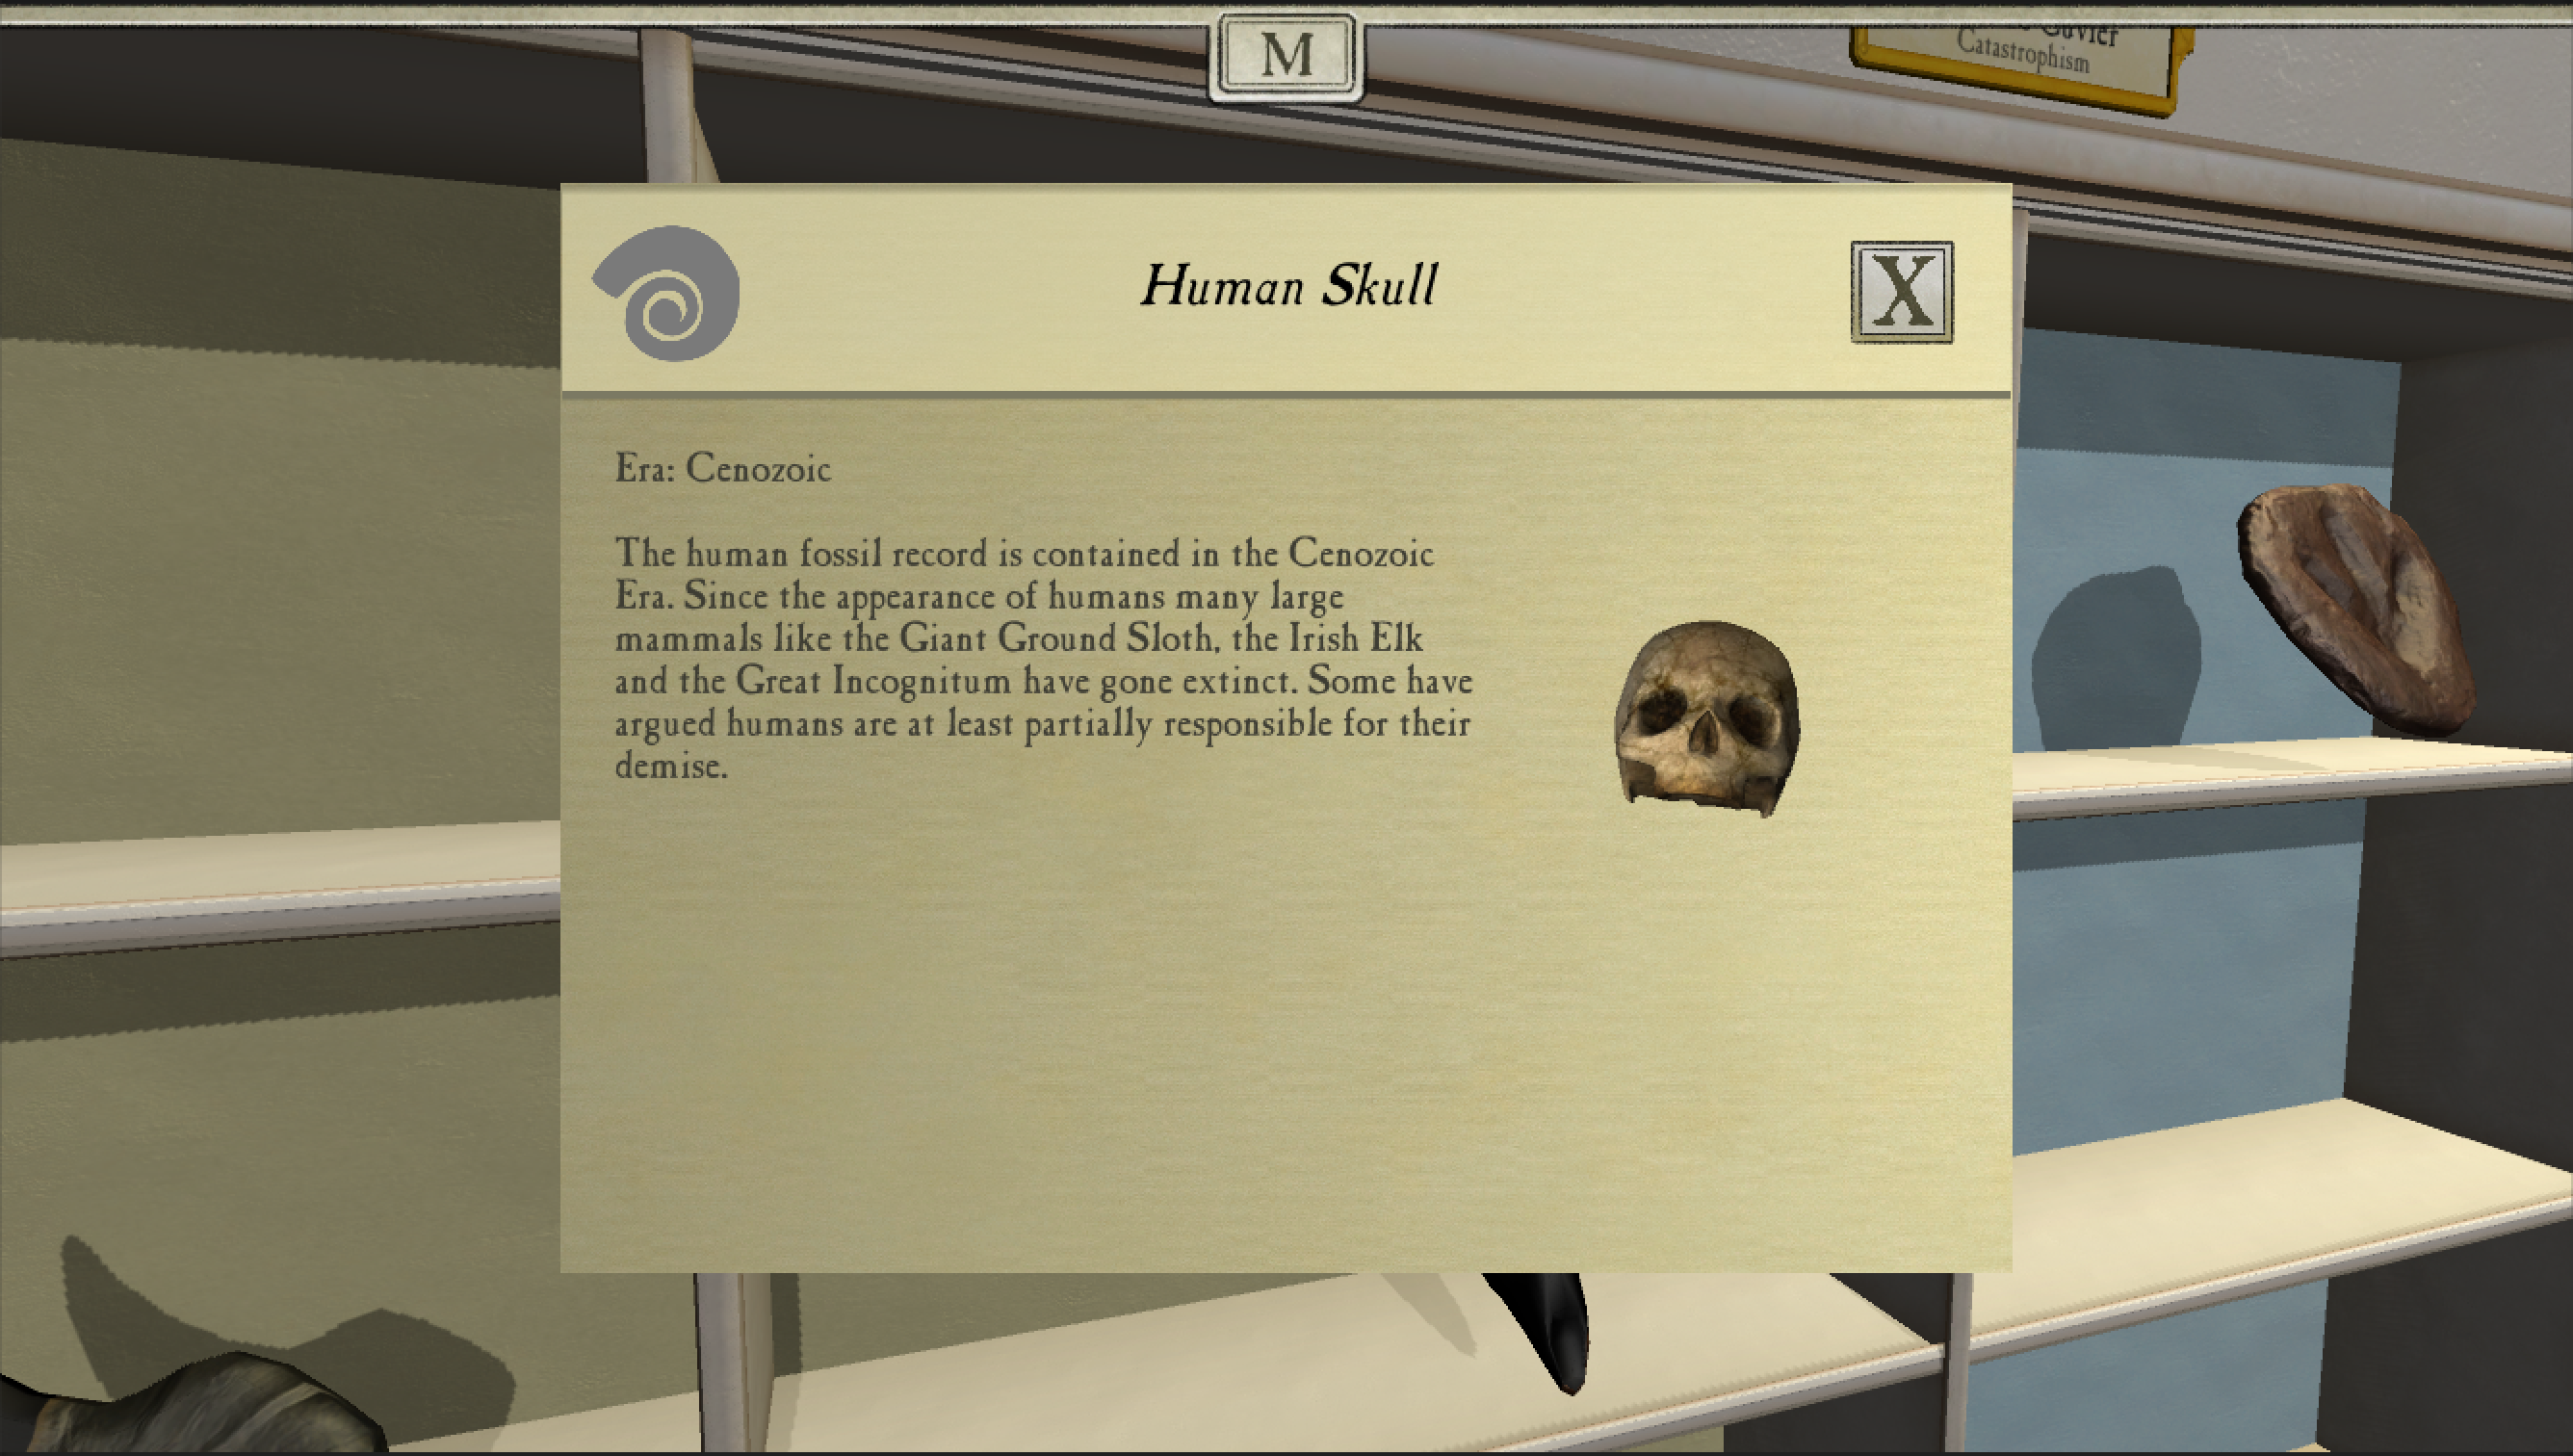 M
Cuvier
Catastrophism
Human Skull
X
Era: Cenozoic
The human fossil record is contained in the Cenozoic
Era. Since the appearance of humans many large
mammals like the Giant Ground Sloth, the Irish Elk
and the Great Incognitum have gone extinct. Some have
argued humans are at least partially responsible for their
demise.